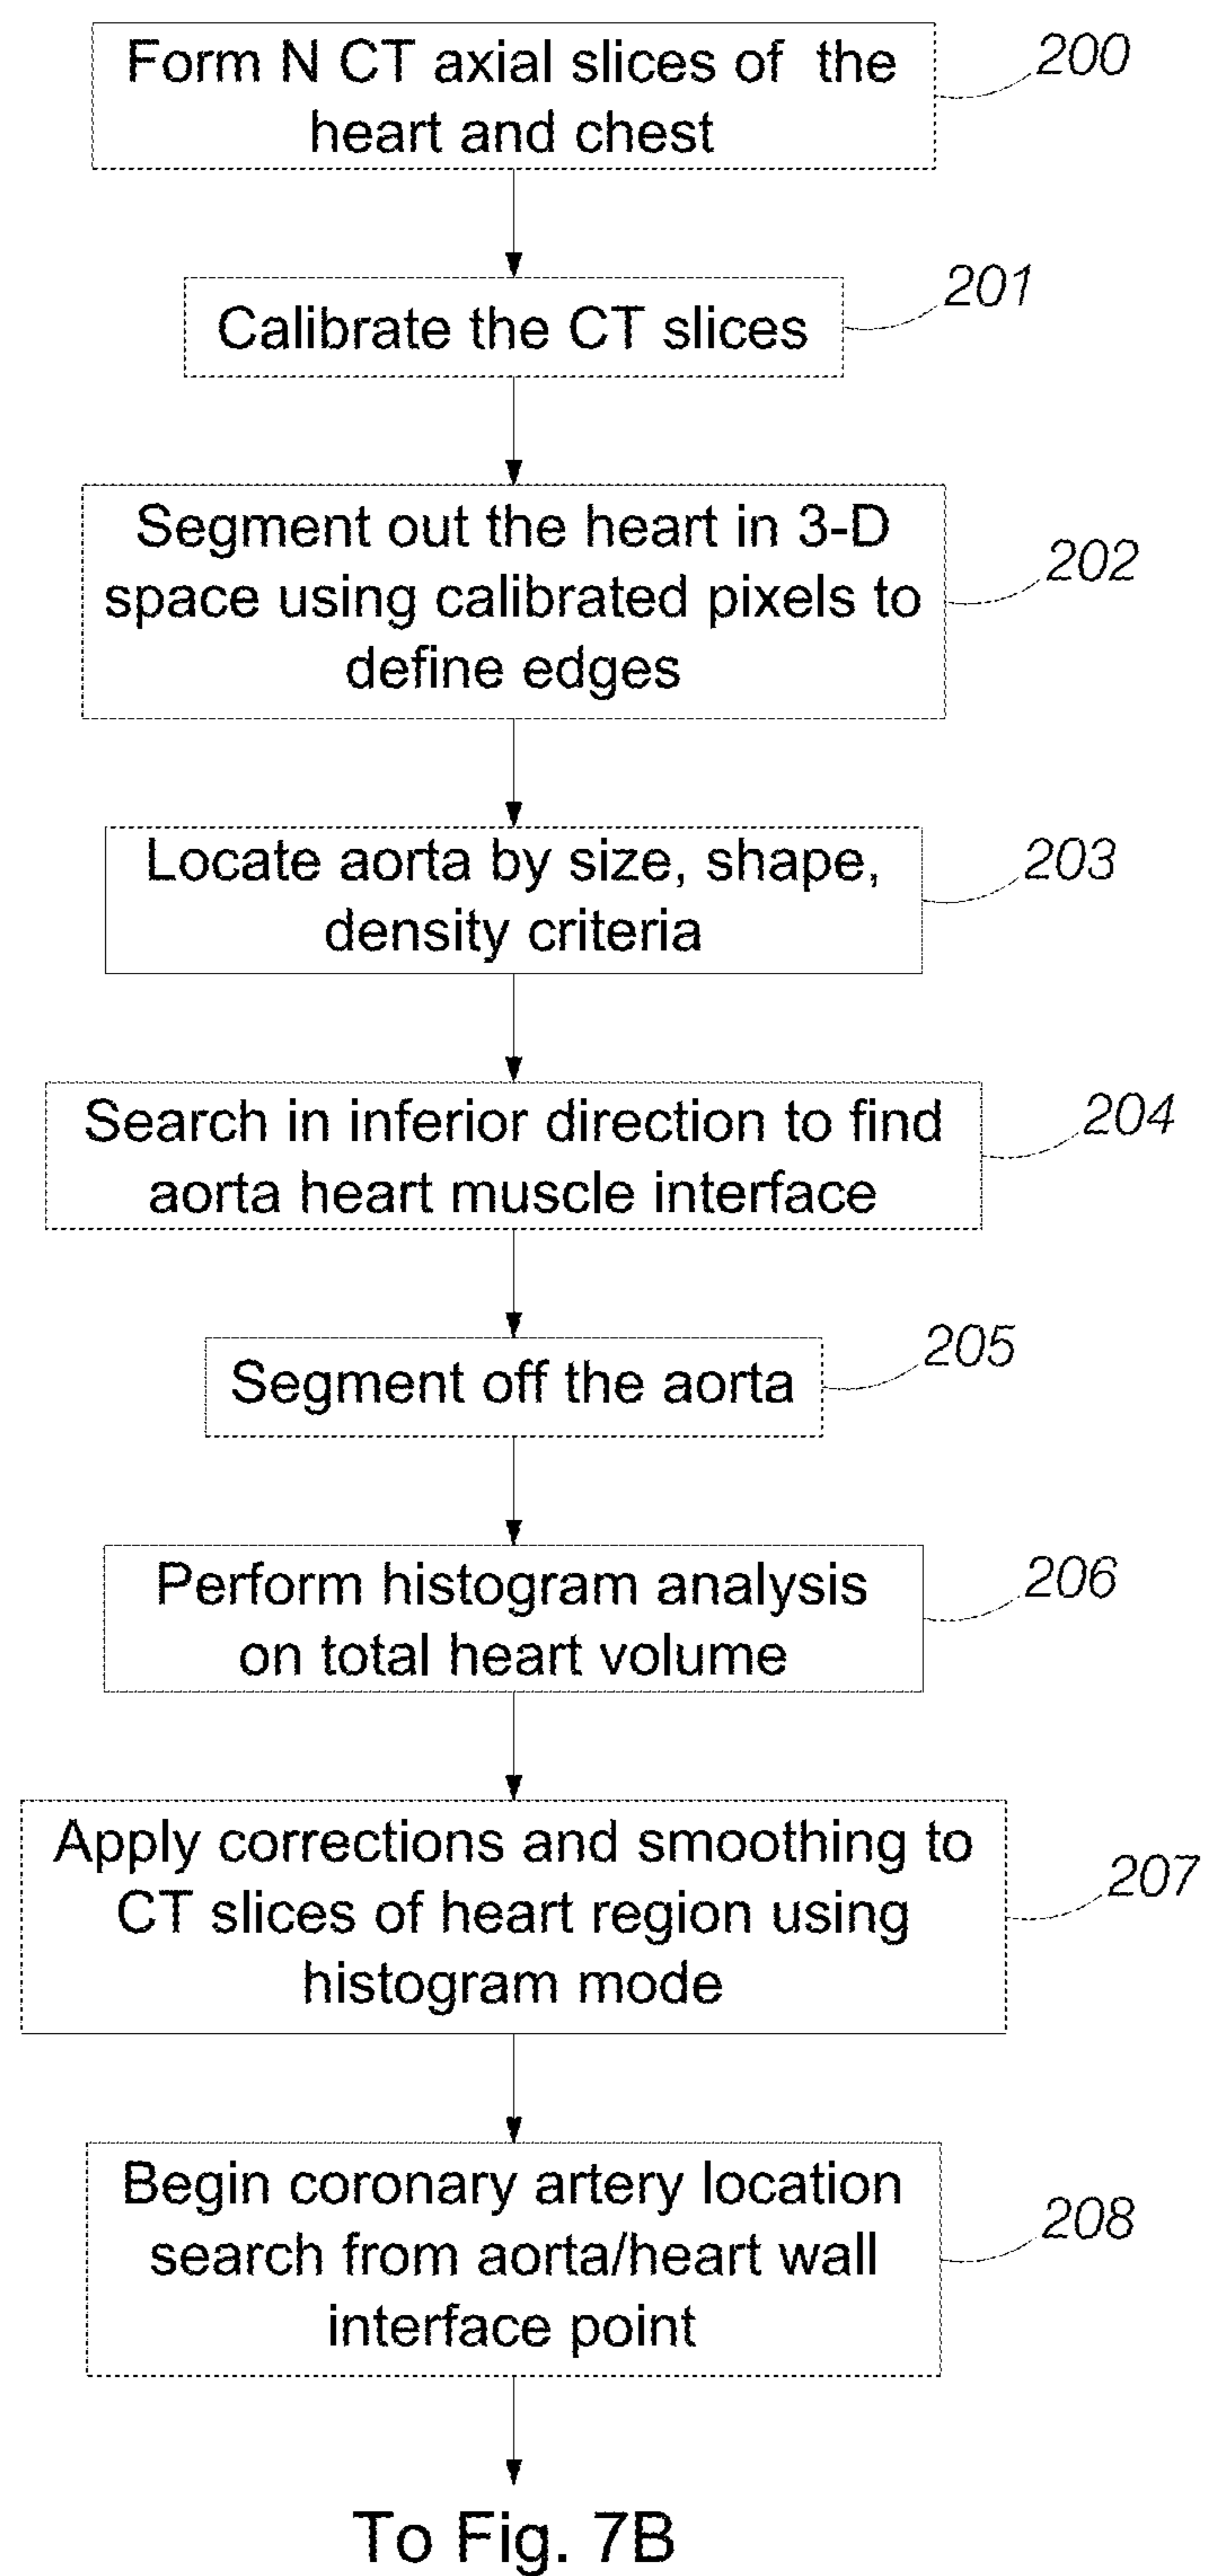 Form N CT axial slices of the
heart and chest
200
Calibrate the CT slices
201
Segment out the heart in 3-D
space using calibrated pixels to
define edges
202
Locate aorta by size, shape,
density criteria
203
Search in inferior direction to find
aorta heart muscle interface
204
Segment off the aorta
205
Perform histogram analysis
on total heart volume
206
Apply corrections and smoothing to
CT slices of heart region using
histogram mode
207
Begin coronary artery location
search from aorta/heart wall
interface point
208
To Fig. 7B